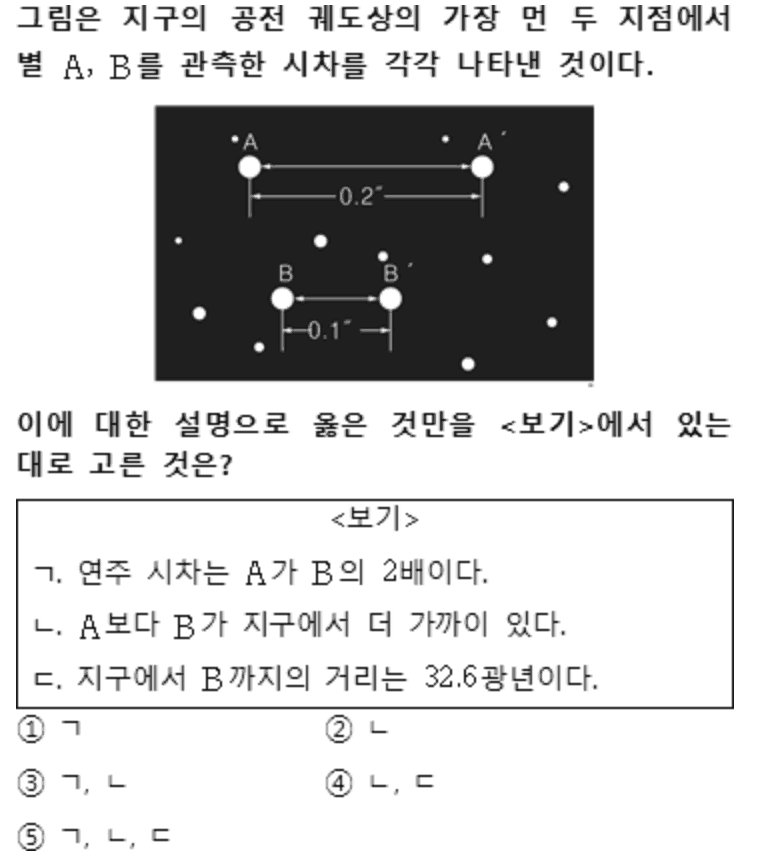 그림은 지구의 공전 궤도상의 가장 먼 두 지점에서
별 A, B를 관측한 시차를 각각 나타낸 것이다.
A A´
0.2″
B B´
0.1″
이에 대한 설명으로 옳은 것만을 <보기>에서 있는
대로 고른 것은?
<보기>
ㄱ. 연주 시차는 A가 B의 2배이다.
ㄴ. A보다 B가 지구에서 더 가까이 있다.
ㄷ. 지구에서 B까지의 거리는 32.6광년이다.
① ㄱ ② ㄴ
③ ㄱ, ㄴ ④ ㄴ, ㄷ
⑤ ㄱ, ㄴ, ㄷ